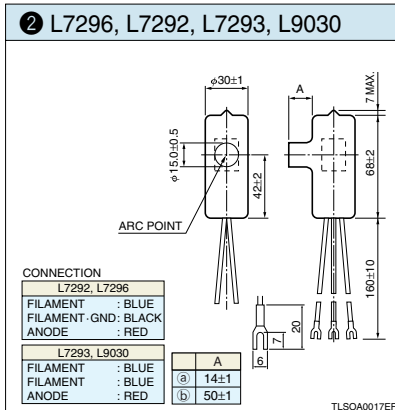 ❷ L7296, L7292, L7293, L9030
φ30±1
A
7 MAX.
φ15.0±0.5
42±2
68±2
ARC POINT
160±10
CONNECTION
L7292, L7296
FILAMENT : BLUE
FILAMENT·GND: BLACK
ANODE : RED
L7293, L9030
FILAMENT : BLUE
FILAMENT : BLUE
ANODE : RED
A
ⓐ 14±1
ⓑ 50±1
20
7
6
TLSOA0017EF